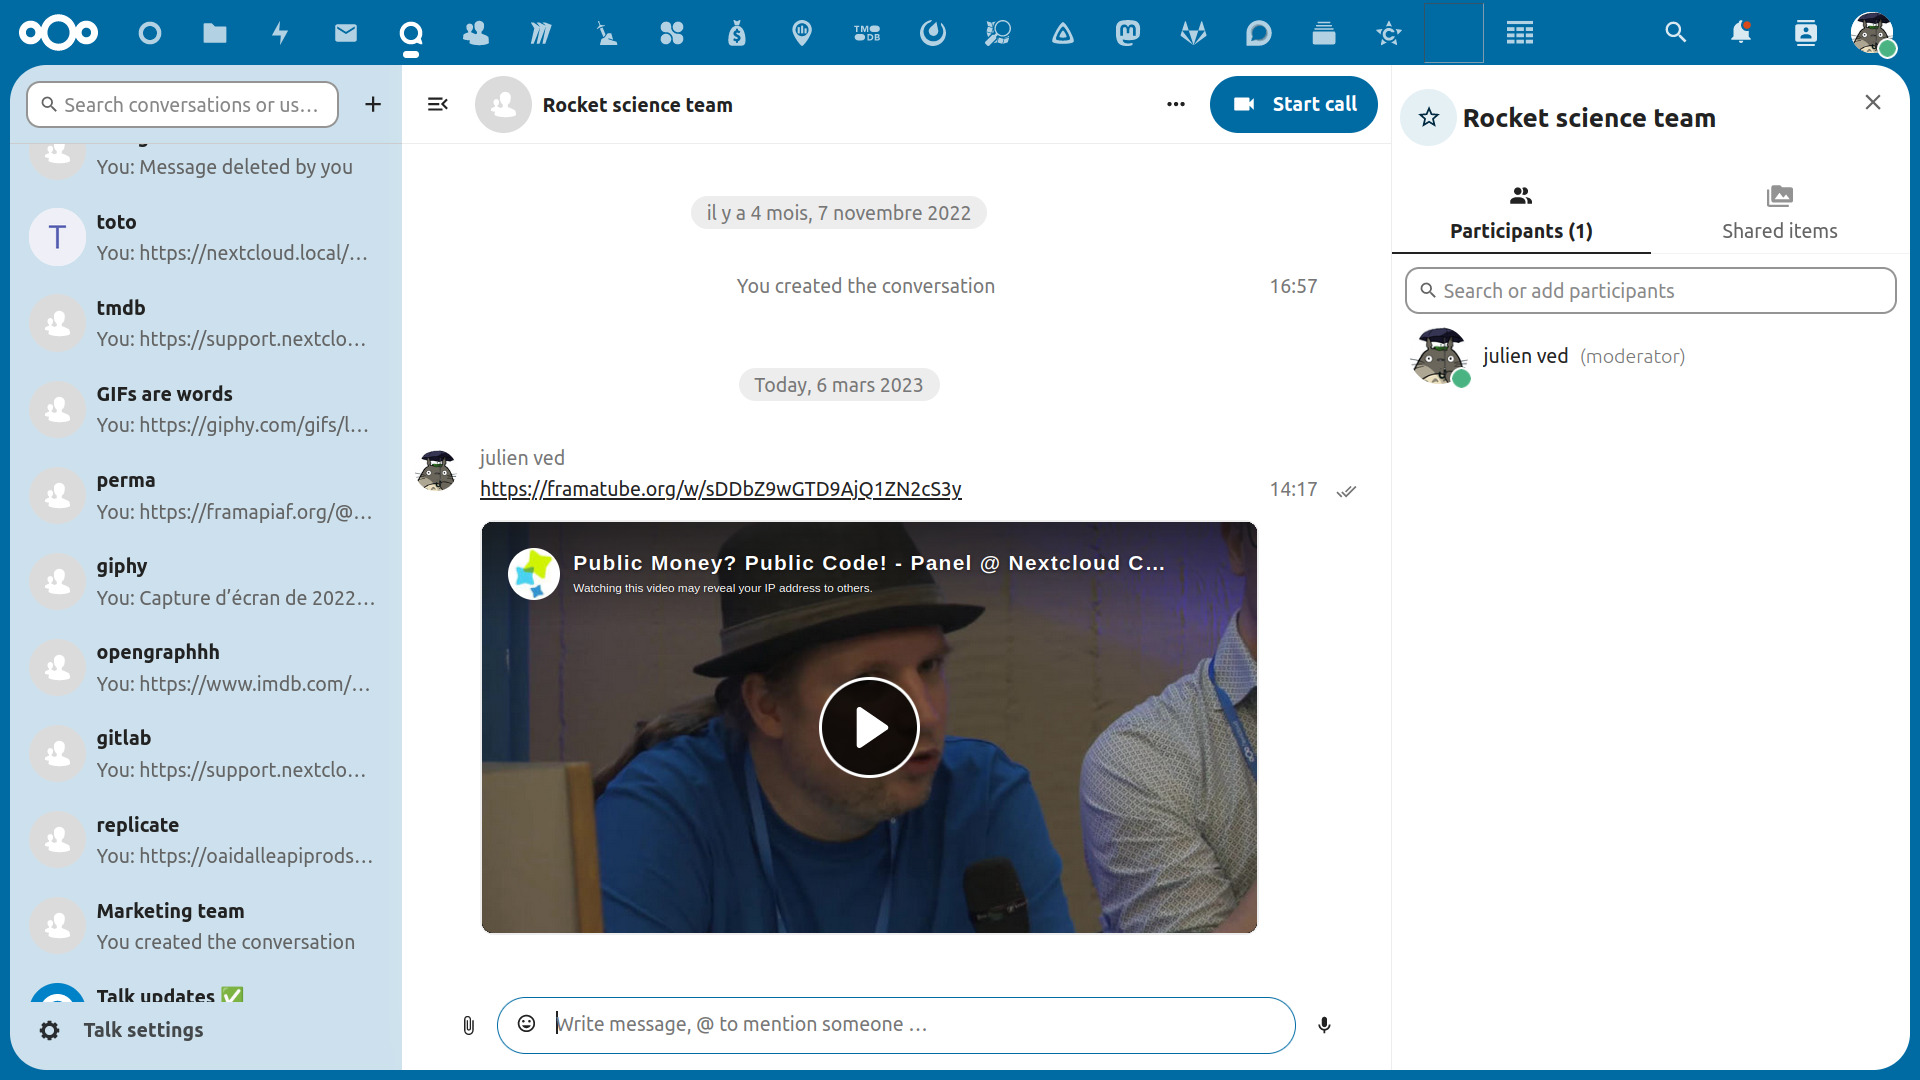 TMDB
Search conversations or us…
You: Message deleted by you
T
toto
You: https://nextcloud.local/…
tmdb
You: https://support.nextclo…
GIFs are words
You: https://giphy.com/gifs/l…
perma
You: https://framapiaf.org/@…
giphy
You: Capture d’écran de 2022…
opengraphhh
You: https://www.imdb.com/…
gitlab
You: https://support.nextclo…
replicate
You: https://oaidalleapiprods…
Marketing team
You created the conversation
Talk updates ✅
Talk settings
Rocket science team
Start call
il y a 4 mois, 7 novembre 2022
You created the conversation
16:57
Today, 6 mars 2023
julien ved
https://framatube.org/w/sDDbZ9wGTD9AjQ1ZN2cS3y
14:17
Public Money? Public Code! - Panel @ Nextcloud C…
Watching this video may reveal your IP address to others.
Write message, @ to mention someone …
Rocket science team
Participants (1)
Shared items
Search or add participants
julien ved (moderator)